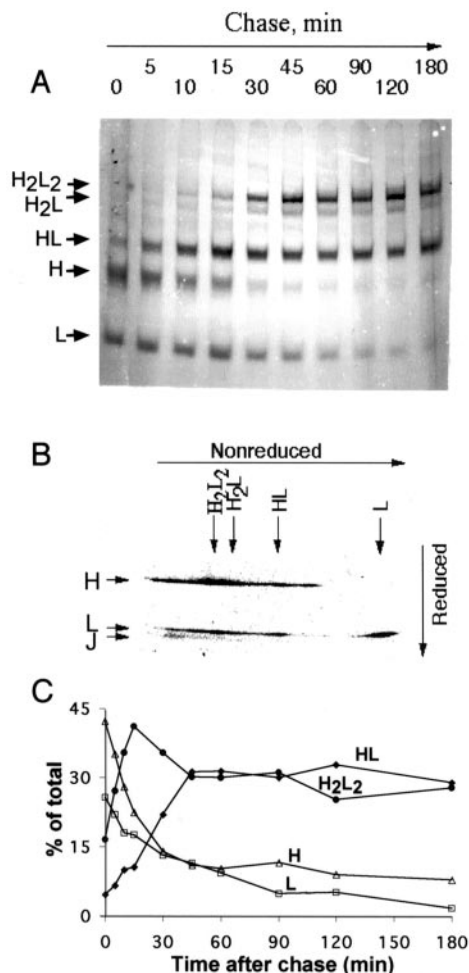 Chase, min
5 15 45 90 180
A
0 10 30 60 120
H2L2
H2L
HL
H
L
B
Nonreduced
H2L2
H2L
HL
L
H
L
J
Reduced
C
45
30
15
0
% of total
HL
H2L2
H
L
0 30 60 90 120 150 180
Time after chase (min)